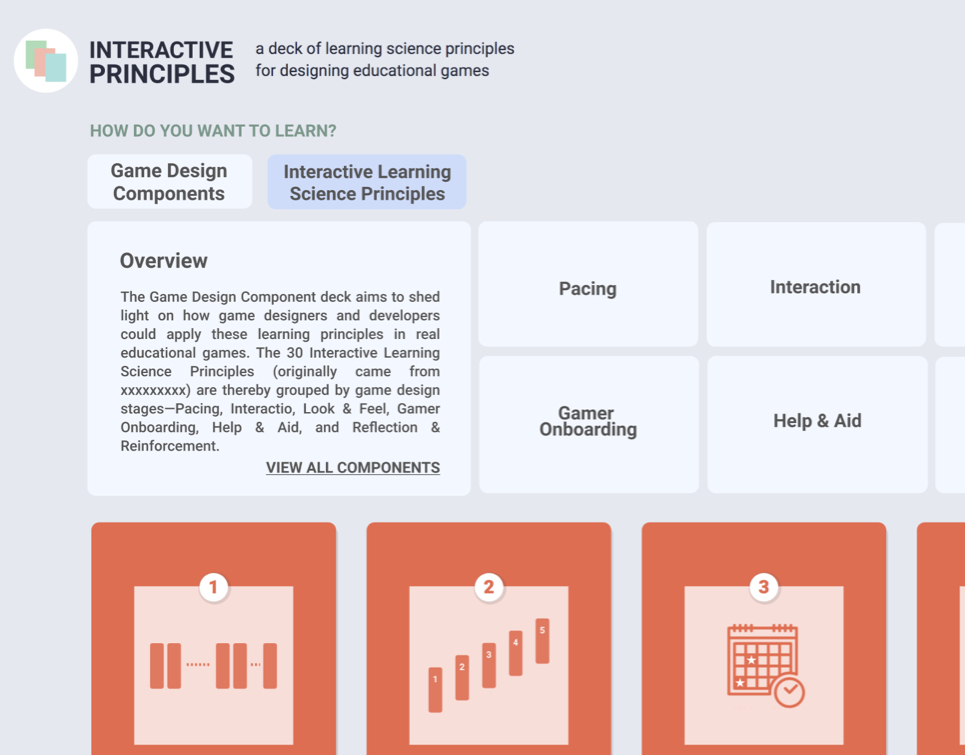 INTERACTIVE
PRINCIPLES
a deck of learning science principles
for designing educational games
HOW DO YOU WANT TO LEARN?
Game Design
Components
Interactive Learning
Science Principles
Overview
The Game Design Component deck aims to shed
light on how game designers and developers
could apply these learning principles in real
educational games. The 30 Interactive Learning
Science Principles (originally came from
xxxxxxxxx) are thereby grouped by game design
stages—Pacing, Interactio, Look & Feel, Gamer
Onboarding, Help & Aid, and Reflection &
Reinforcement.
VIEW ALL COMPONENTS
Pacing
Interaction
Gamer
Onboarding
Help & Aid
1
2
3
1
2
3
4
5